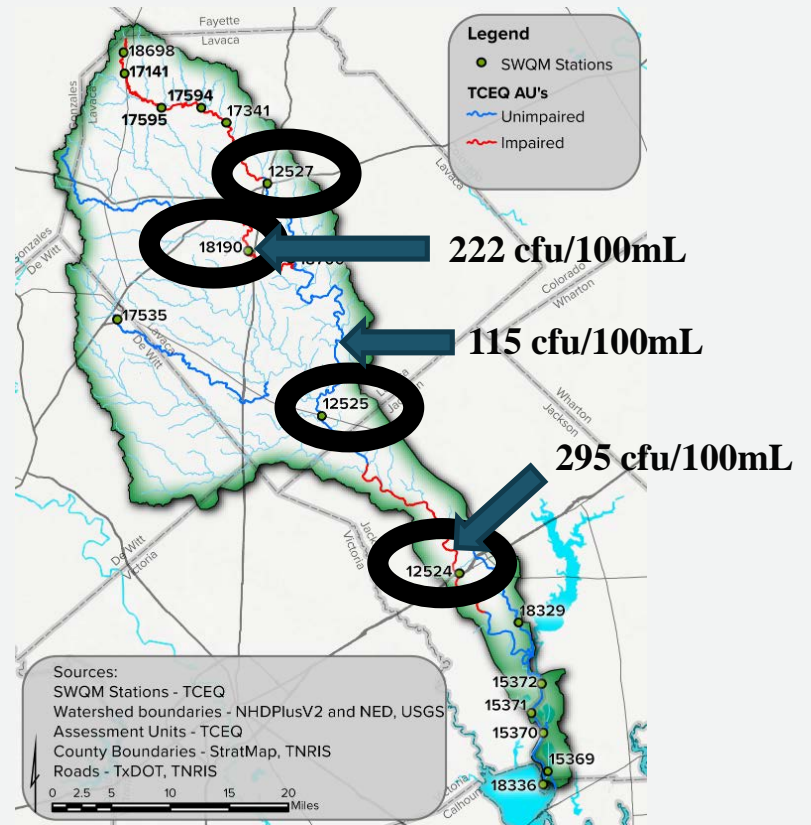 Fayette
Lavaca
Gonzales
Lavaca
18698
17141
17594
17595
17341
12527
Lavaca
Legend
SWQM Stations
TCEQ AU's
Unimpaired
Impaired
Gonzales
De Witt
18190
222 cfu/100mL
Colorado
Wharton
17535
Lavaca
De Witt
115 cfu/100mL
12525
Jackson
Wharton
Jackson
295 cfu/100mL
De Witt
Victoria
Victoria
12524
18329
15372
15371
15370
15369
18336
Calhoun
Sources:
SWQM Stations - TCEQ
Watershed boundaries - NHDPlusV2 and NED, USGS
Assessment Units - TCEQ
County Boundaries - StratMap, TNRIS
Roads - TxDOT, TNRIS
0 2.5 5 10 15 20
Miles